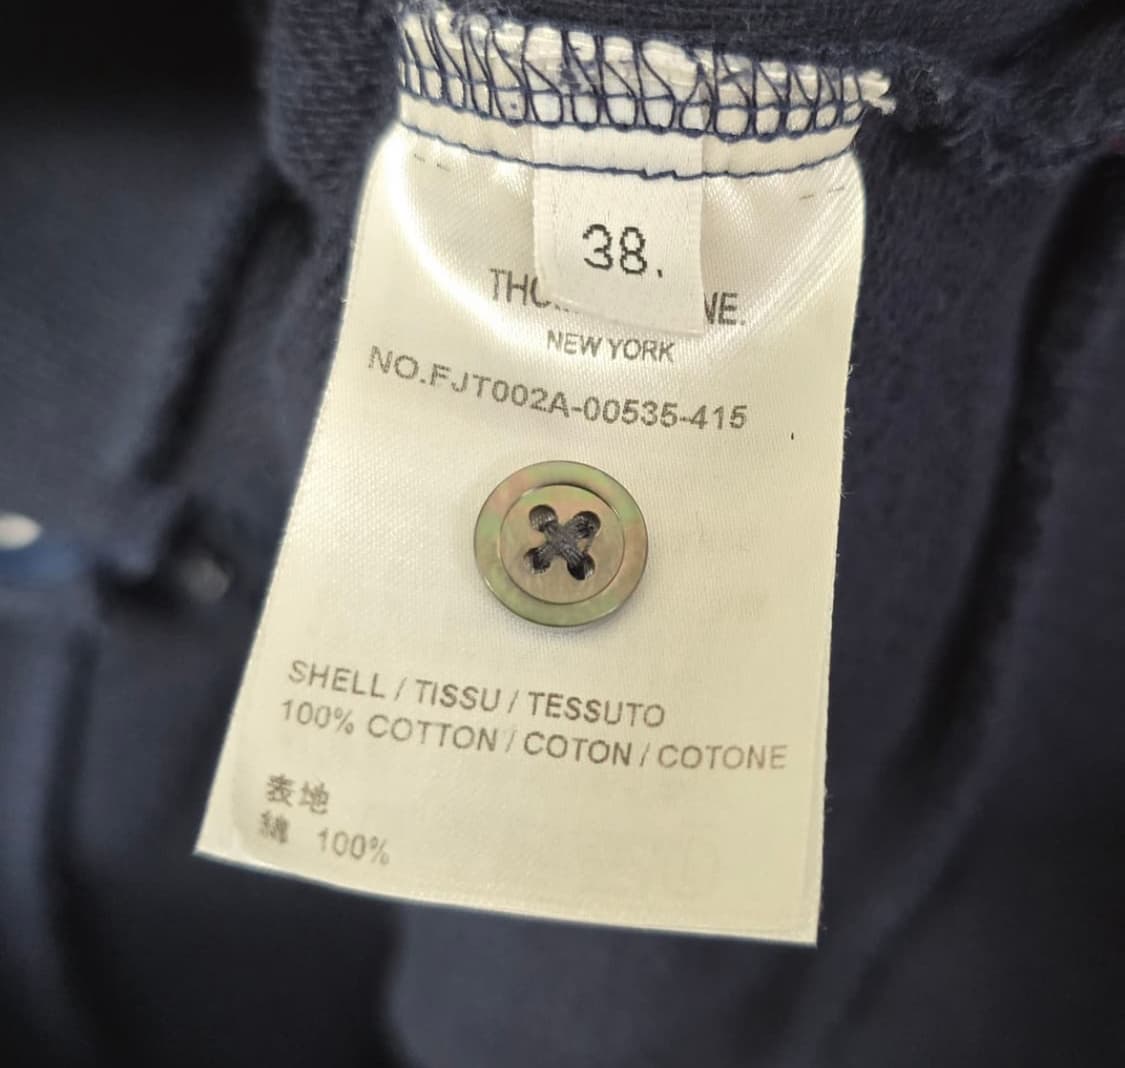 38.
NEW YORK
NO.FJT002A-00535-415
SHELL / TISSU / TESSUTO
100% COTTON / COTON / COTONE
表地
綿 100%